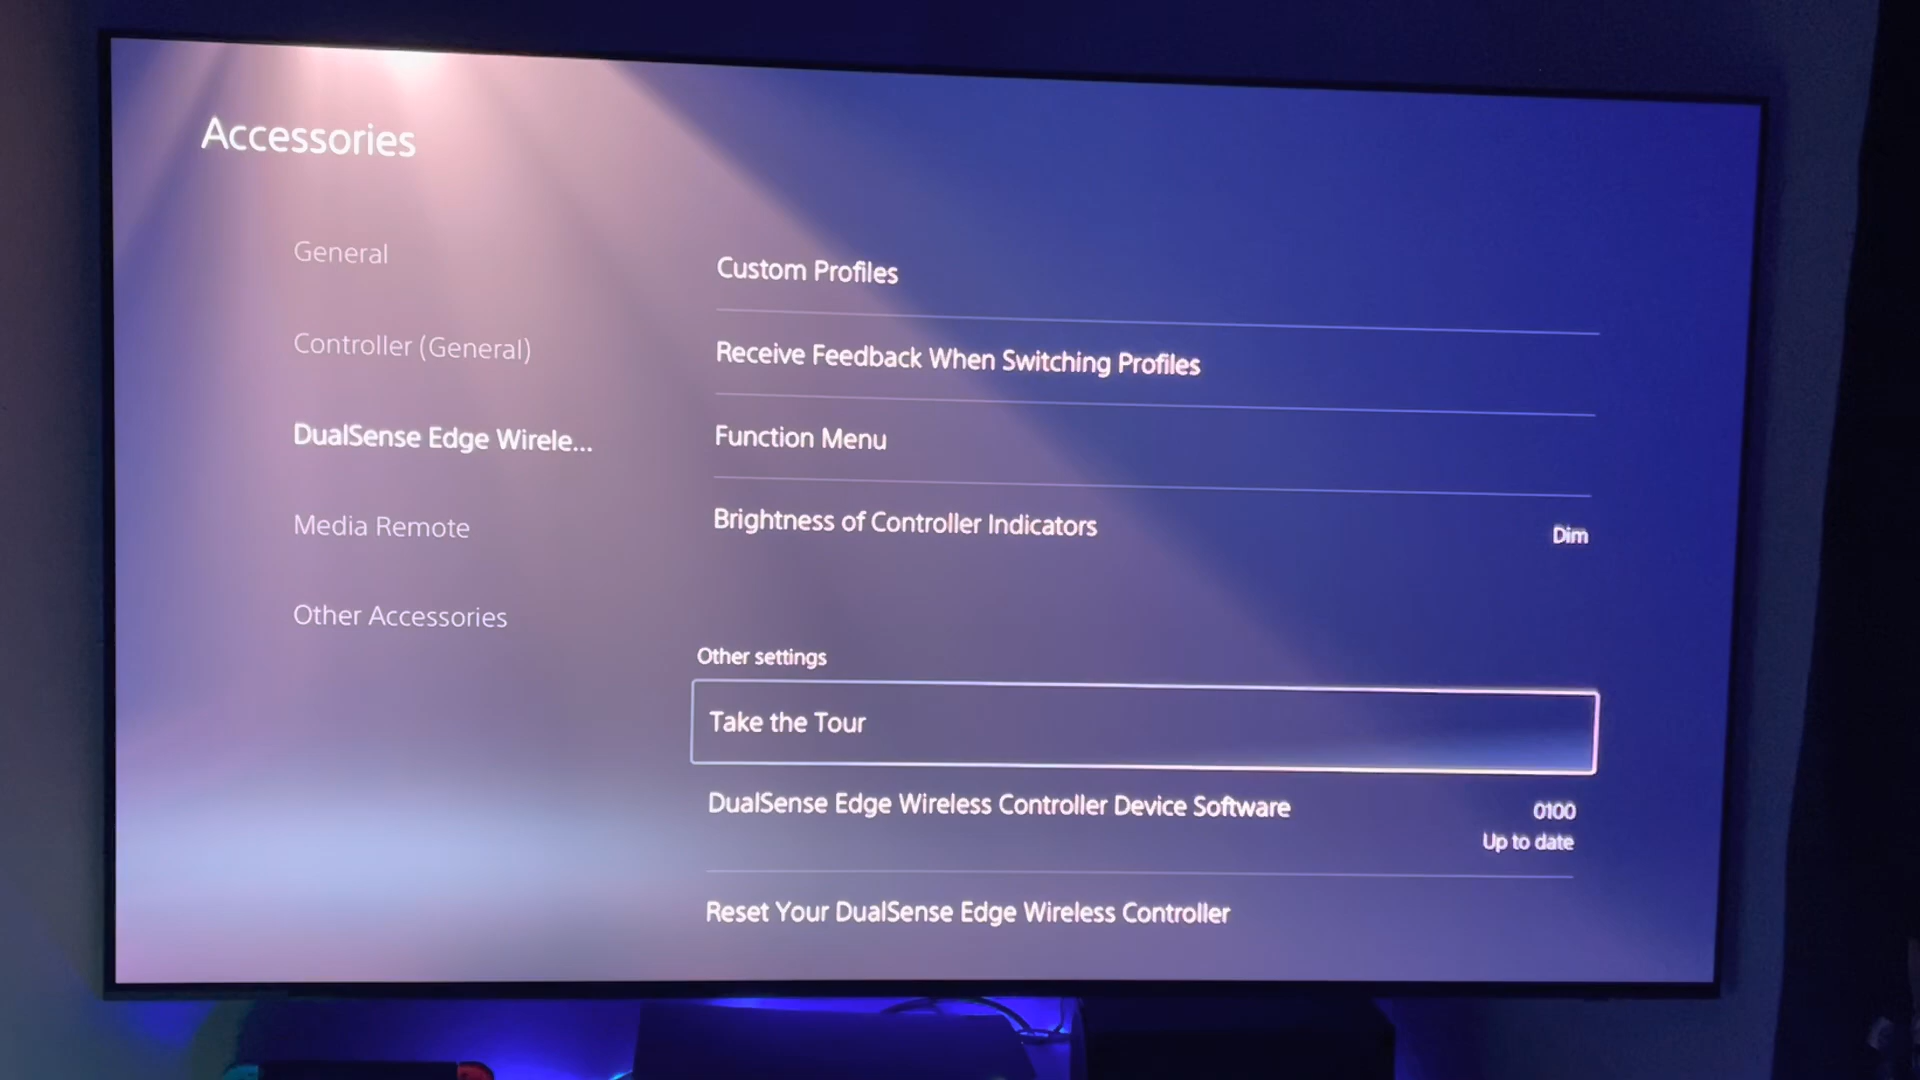 Accessories
General
Controller (General)
DualSense Edge Wirele...
Media Remote
Other Accessories
Custom Profiles
Receive Feedback When Switching Profiles
Function Menu
Brightness of Controller Indicators
Dim
Other settings
Take the Tour
DualSense Edge Wireless Controller Device Software
0100
Up to date
Reset Your DualSense Edge Wireless Controller